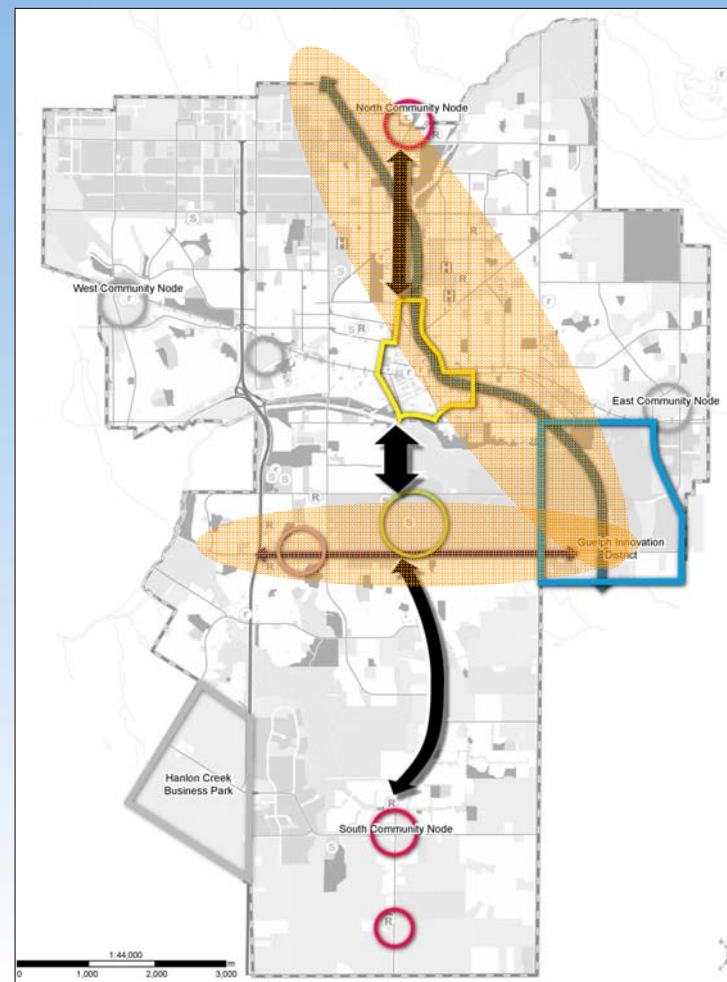 North Community Node
R
S
R
H
S
H
West Community Node
r
r
S R
r
East Community Node
R
S
S
R
S
R
Guelph Innovation
District
R
r
r
Hanlon Creek
Business Park
R
South Community Node
S
R
1:44,000
m
0 1,000 2,000 3,000